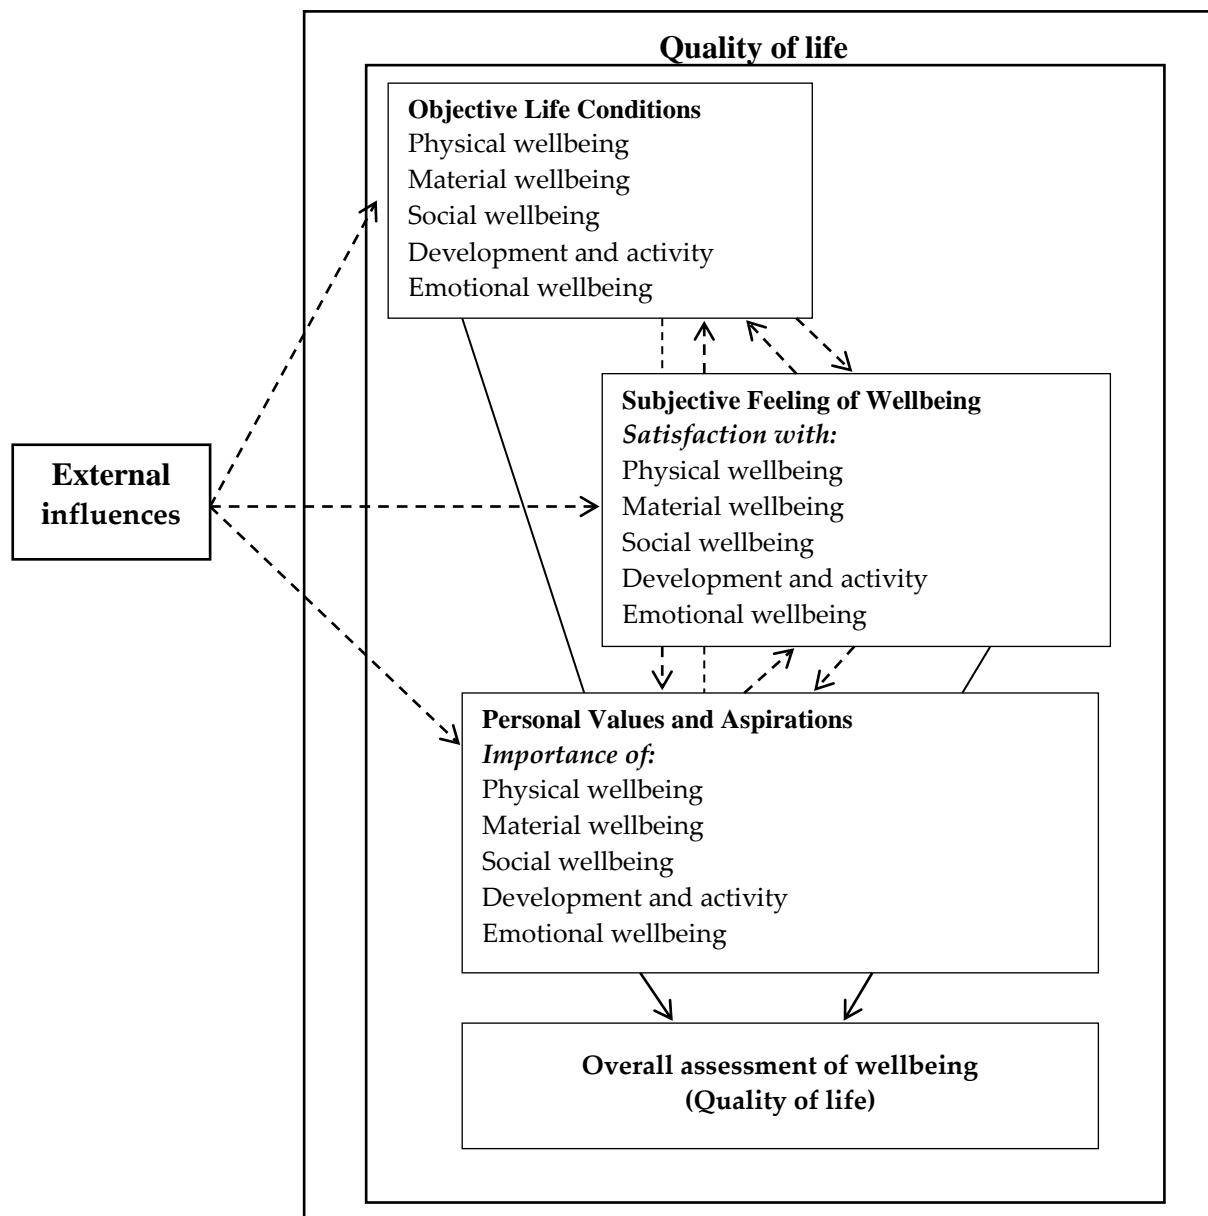 Quality of life
Objective Life Conditions
Physical wellbeing
Material wellbeing
Social wellbeing
Development and activity
Emotional wellbeing
Subjective Feeling of Wellbeing
Satisfaction with:
Physical wellbeing
Material wellbeing
Social wellbeing
Development and activity
Emotional wellbeing
External
influences
Personal Values and Aspirations
Importance of:
Physical wellbeing
Material wellbeing
Social wellbeing
Development and activity
Emotional wellbeing
Overall assessment of wellbeing
(Quality of life)